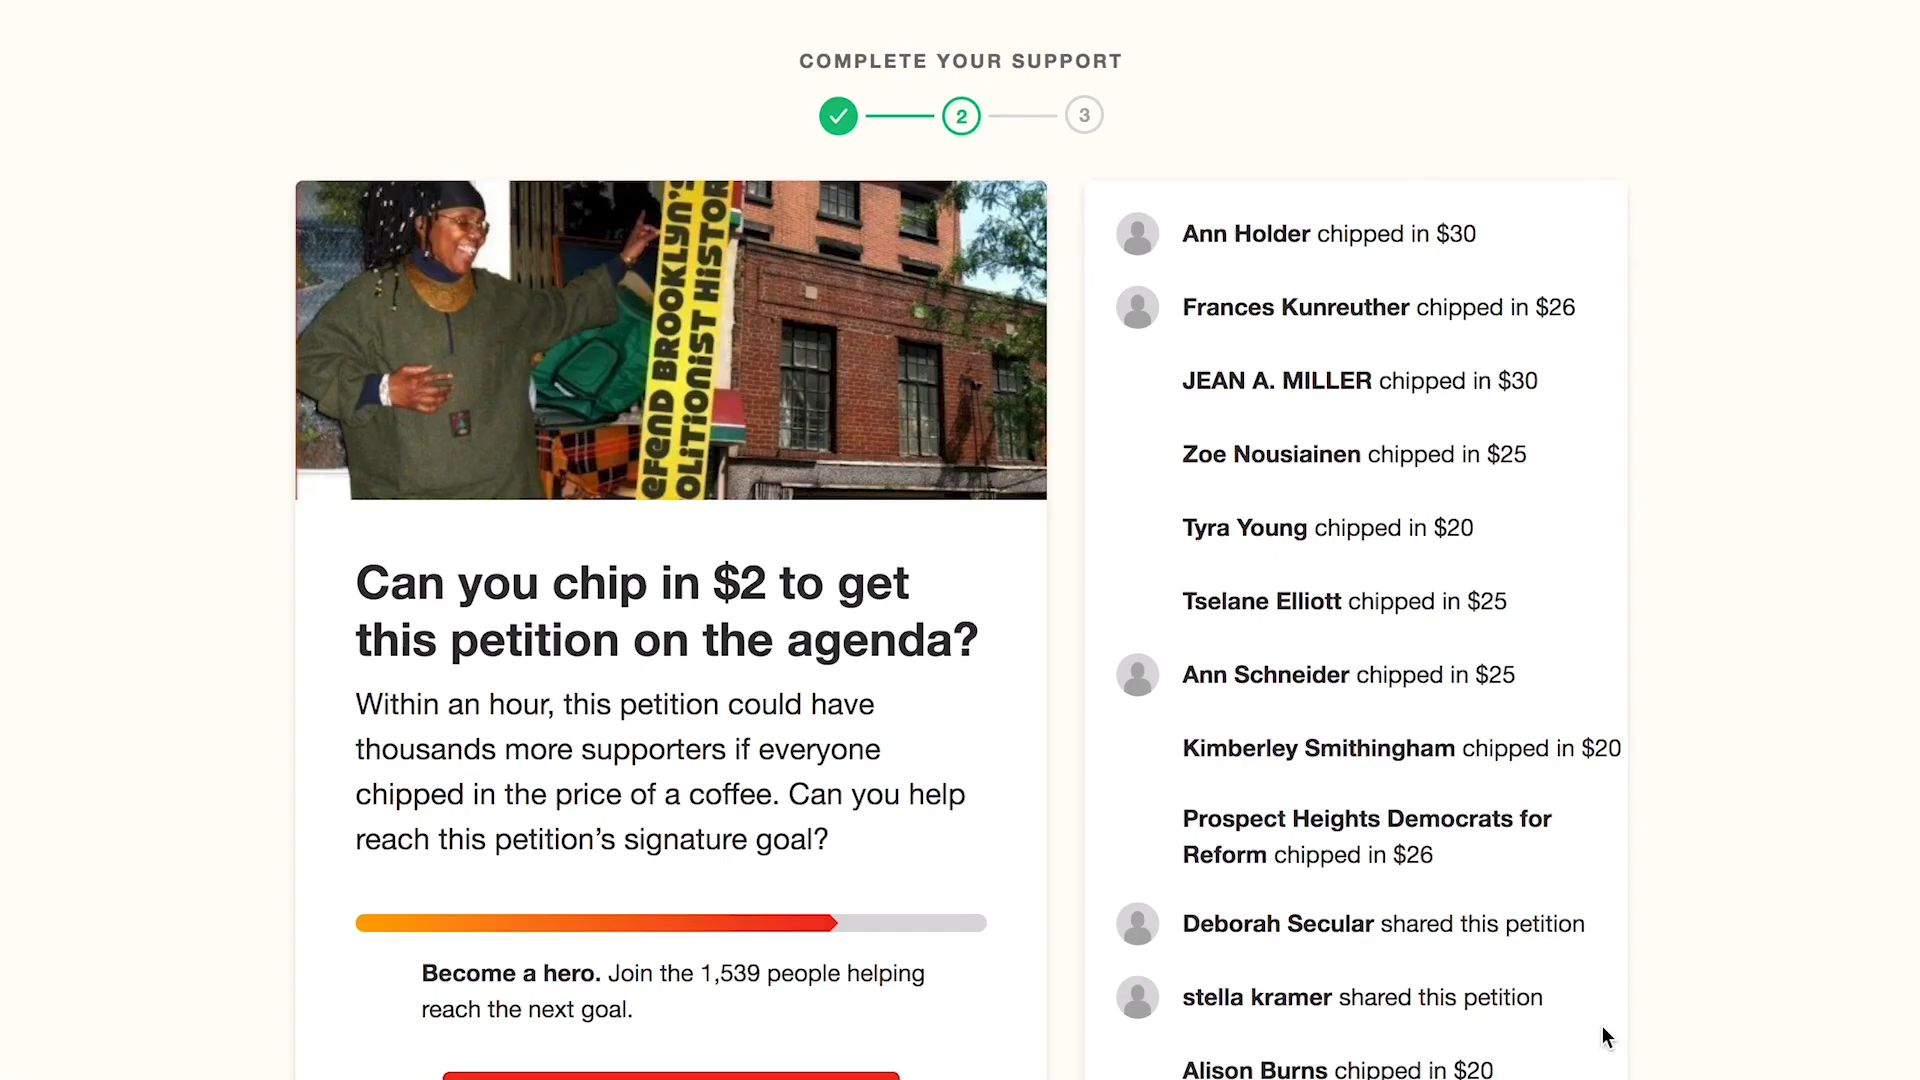 COMPLETE YOUR SUPPORT
2
3
EFEND BROOKLYN'S
OLITIONIST HISTOR
Can you chip in $2 to get
this petition on the agenda?
Within an hour, this petition could have
thousands more supporters if everyone
chipped in the price of a coffee. Can you help
reach this petition’s signature goal?
Become a hero. Join the 1,539 people helping
reach the next goal.
Ann Holder chipped in $30
Frances Kunreuther chipped in $26
JEAN A. MILLER chipped in $30
Zoe Nousiainen chipped in $25
Tyra Young chipped in $20
Tselane Elliott chipped in $25
Ann Schneider chipped in $25
Kimberley Smithingham chipped in $20
Prospect Heights Democrats for
Reform chipped in $26
Deborah Secular shared this petition
stella kramer shared this petition
Alison Burns chipped in $20